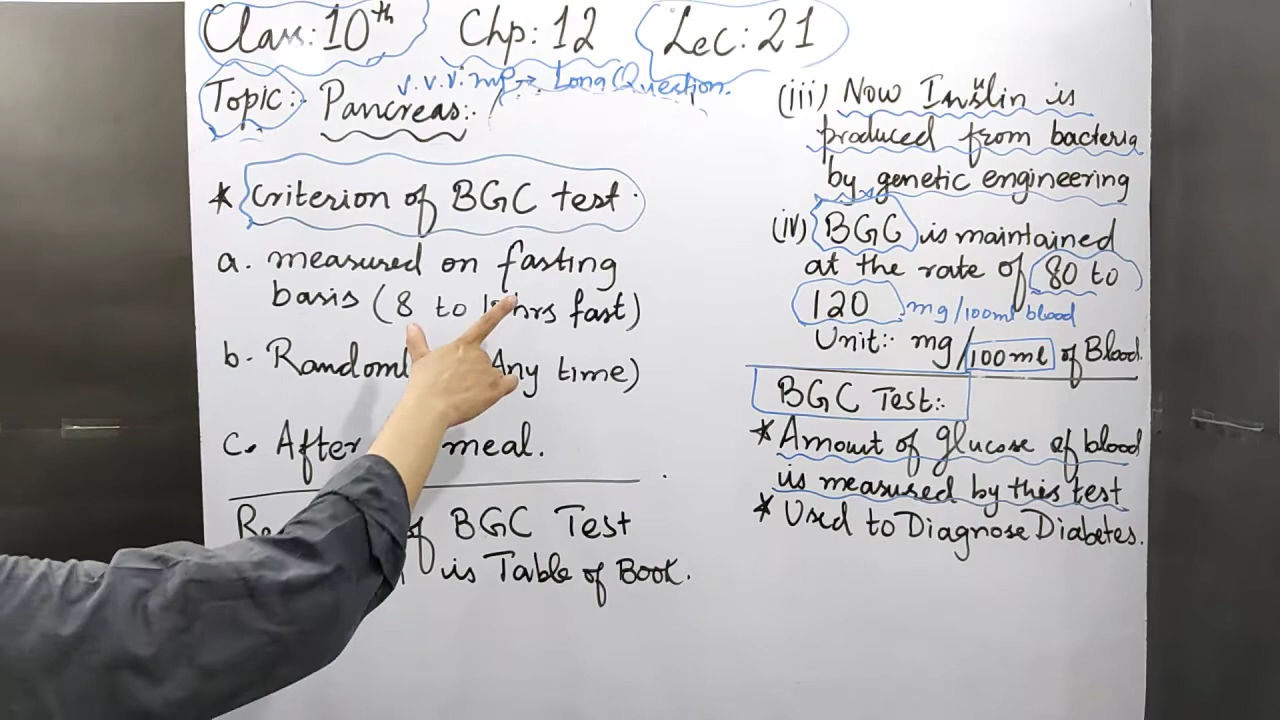 Class: 10th Chp: 12 Lec: 21
Topic:- Pancreas:-
v.v.v. imp → Long Question.
* Criterion of BGC test.
a. measured on fasting
basis (8 to hrs fast)
b. Any time)
c. After meal.
of BGC Test
is Table of Book.
(iii) Now Insulin is
produced from bacteria
by genetic engineering
(iv) BGC is maintained
at the rate of 80 to
120 mg/100ml blood
Unit:- mg/100ml of Blood.
BGC Test:-
* Amount of glucose of blood
is measured by this test
* Used to Diagnose Diabetes.